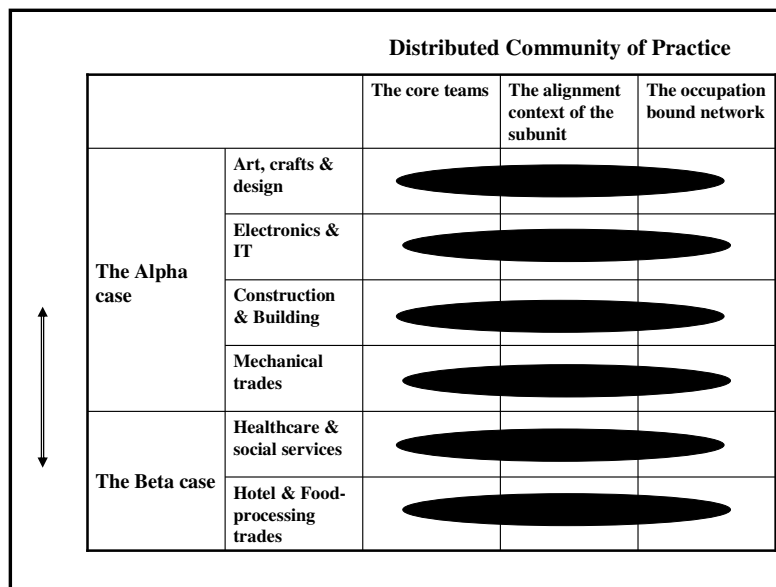 Distributed Community of Practice
The core teams
The alignment
context of the
subunit
The occupation
bound network
The Alpha
case
Art, crafts &
design
Electronics &
IT
Construction
& Building
Mechanical
trades
The Beta case
Healthcare &
social services
Hotel & Food-
processing
trades